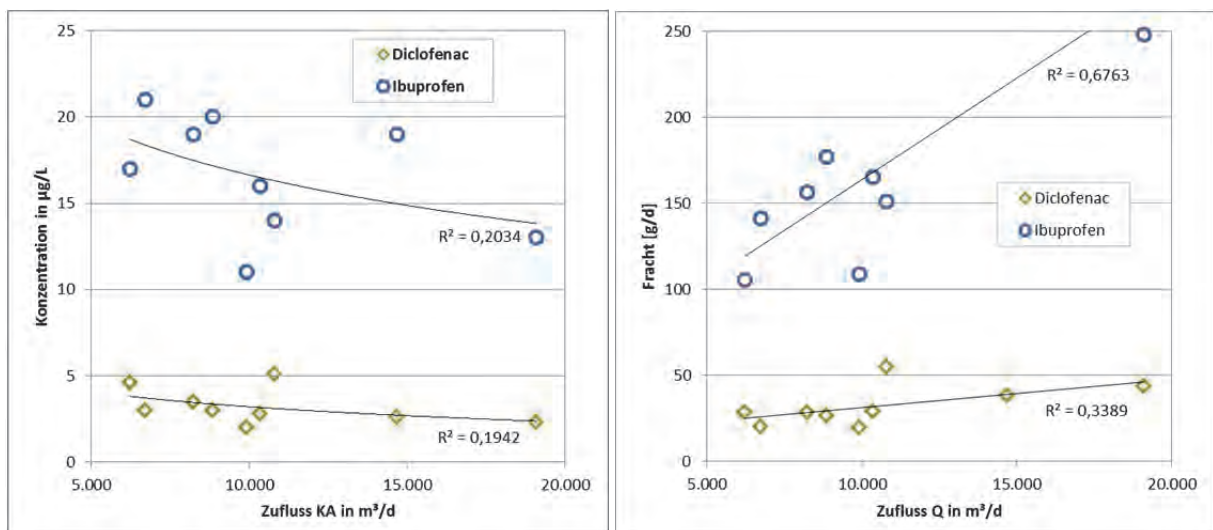 25
20
15
10
5
0
Konzentration in µg/L
Diclofenac
Ibuprofen
R² = 0,2034
R² = 0,1942
5.000
10.000
15.000
20.000
Zufluss KA in m³/d
250
200
150
100
50
0
Fracht [g/d]
R² = 0,6763
Diclofenac
Ibuprofen
R² = 0,3389
5.000
10.000
15.000
20.000
Zufluss Q in m³/d